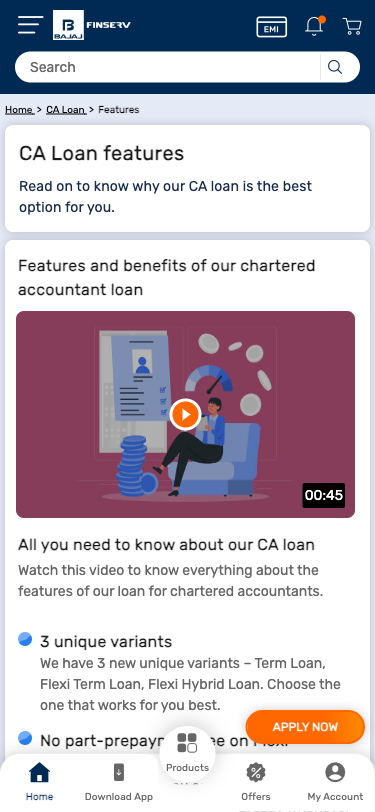 B
BAJAJ FINSERV
EMI
Search
Home > CA Loan > Features
CA Loan features
Read on to know why our CA loan is the best
option for you.
Features and benefits of our chartered
accountant loan
00:45
All you need to know about our CA loan
Watch this video to know everything about the
features of our loan for chartered accountants.
3 unique variants
We have 3 new unique variants – Term Loan,
Flexi Term Loan, Flexi Hybrid Loan. Choose the
one that works for you best.
APPLY NOW
No part-prepaym ee on
Products
Home
Download App
Offers
My Account